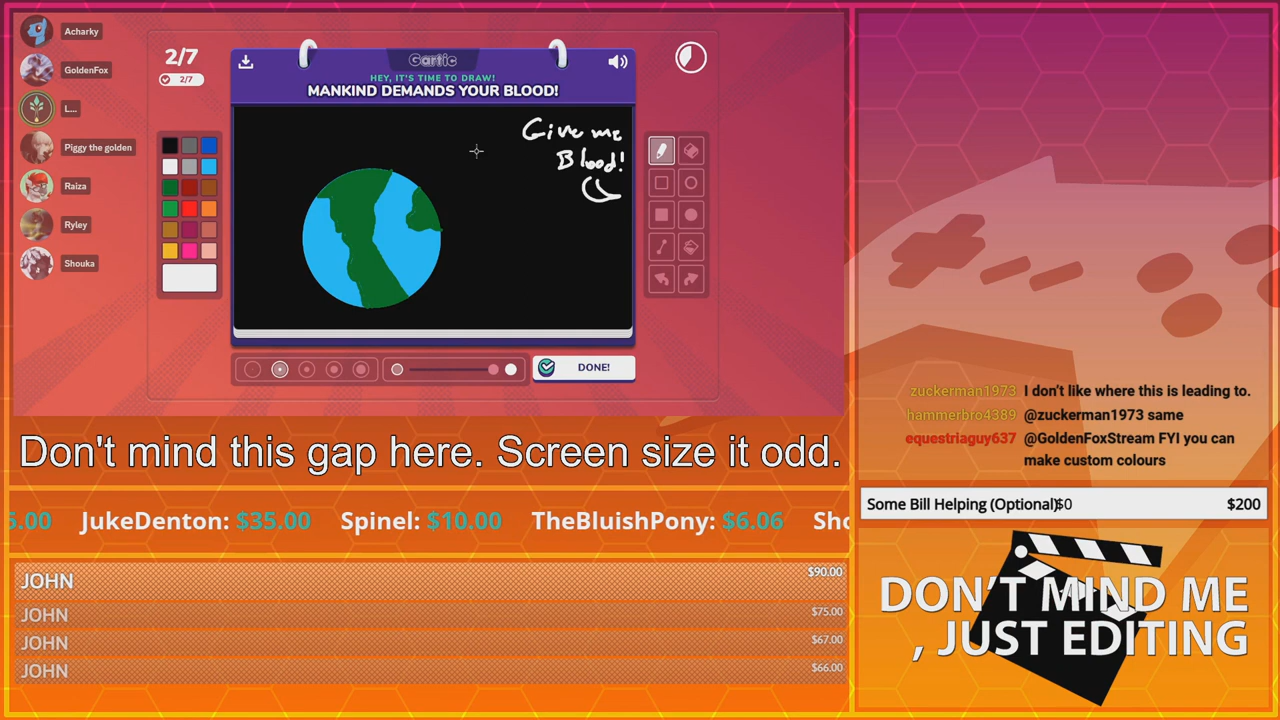 Acharky
GoldenFox
L...
Piggy the golden
Raiza
Ryley
Shouka
2/7
2/7
Gartic
HEY, IT'S TIME TO DRAW!
MANKIND DEMANDS YOUR BLOOD!
Give me
Blood!
DONE!
Don't mind this gap here. Screen size it odd.
5.00 JukeDenton: $35.00 Spinel: $10.00 TheBluishPony: $6.06 Sho
JOHN $90.00
JOHN $75.00
JOHN $67.00
JOHN $66.00
zuckerman1973 I don't like where this is leading to.
hammerbro4389 @zuckerman1973 same
equestriaguy637 @GoldenFoxStream FYI you can
make custom colours
Some Bill Helping (Optional) $0 $200
DON'T MIND ME
, JUST EDITING